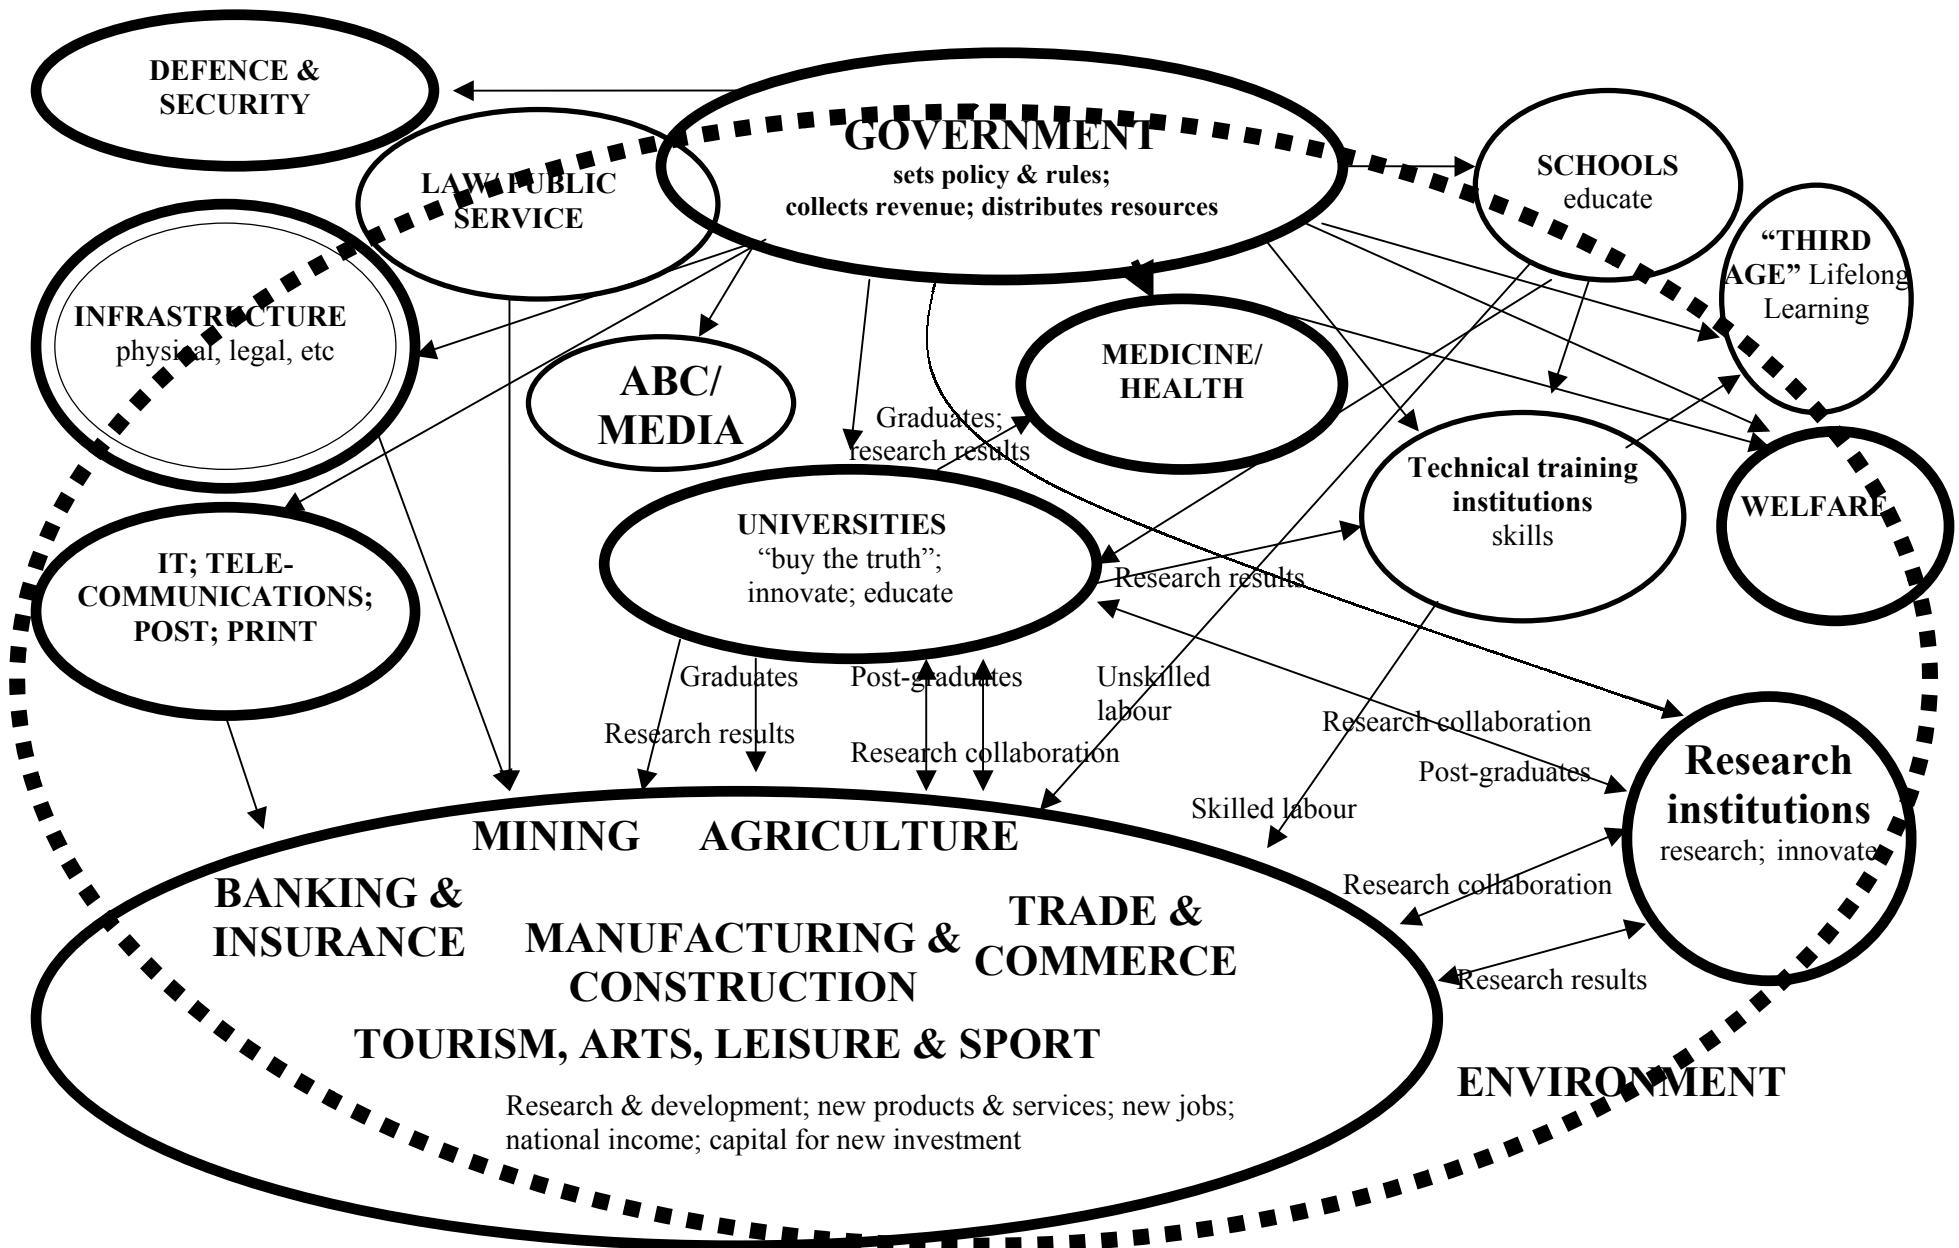 DEFENCE &
SECURITY
GOVERNMENT
sets policy & rules;
collects revenue; distributes resources
LAW/ PUBLIC
SERVICE
SCHOOLS
educate
“THIRD
AGE” Lifelong
Learning
INFRASTRUCTURE
physical, legal, etc
ABC/
MEDIA
MEDICINE/
HEALTH
Graduates;
research results
Technical training
institutions
skills
WELFARE
UNIVERSITIES
“buy the truth”;
innovate; educate
IT; TELE-
COMMUNICATIONS;
POST; PRINT
Research results
Graduates
Post-graduates
Unskilled
labour
Research results
Research collaboration
Research collaboration
Post-graduates
Skilled labour
Research
institutions
research; innovate
Research collaboration
Research results
MINING
AGRICULTURE
BANKING &
INSURANCE
MANUFACTURING &
CONSTRUCTION
TRADE &
COMMERCE
TOURISM, ARTS, LEISURE & SPORT
Research & development; new products & services; new jobs;
national income; capital for new investment
ENVIRONMENT